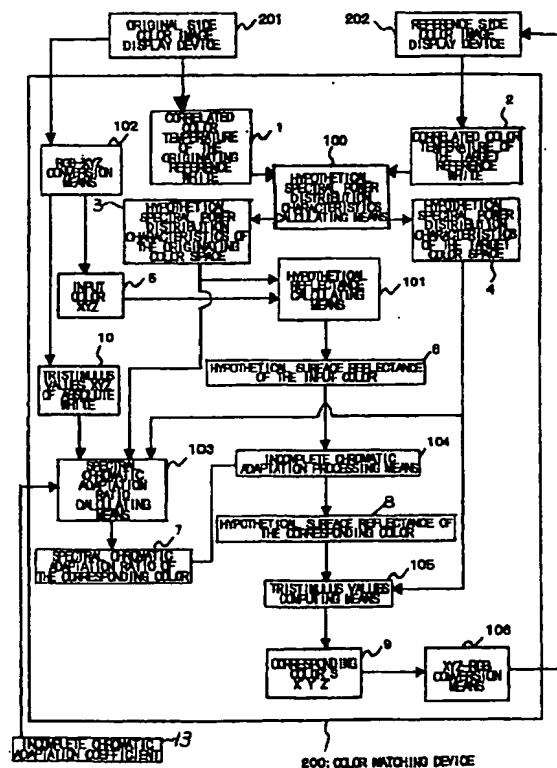 ORIGINAL SIDE
COLOR IMAGE
DISPLAY DEVICE
201
202
REFERENCE SIDE
COLOR IMAGE
DISPLAY DEVICE
102
RGB-XYZ
CONVERSION
MEANS
CORRELATED
COLOR
TEMPERATURE
OF THE
ORIGINATING
REFERENCE
WHITE
1
100
HYPOTHETICAL
SPECTRAL POWER
DISTRIBUTION
CHARACTERISTICS
CALCULATING MEANS
2
CORRELATED COLOR
TEMPERATURE OF
THE TARGET
REFERENCE
WHITE
3
HYPOTHETICAL
SPECTRAL POWER
DISTRIBUTION
CHARACTERISTICS OF
THE ORIGINATING
COLOR SPACE
HYPOTHETICAL
SPECTRAL POWER
DISTRIBUTION
CHARACTERISTICS
OF THE TARGET
COLOR SPACE
4
INPUT
COLOR
XYZ
5
HYPOTHETICAL
REFLECTANCE
CALCULATING
MEANS
101
10
TRISTIMULUS
VALUES XYZ
OF ABSOLUTE
WHITE
6
HYPOTHETICAL SURFACE REFLECTANCE
OF THE INPUT COLOR
SPECTRAL
CHROMATIC
ADAPTATION
RATIO
CALCULATING
MEANS
103
INCOMPLETE CHROMATIC
ADAPTATION PROCESSING MEANS
104
7
SPECTRAL CHROMATIC
ADAPTATION RATIO OF
THE CORRESPONDING COLOR
8
HYPOTHETICAL SURFACE REFLECTANCE OF
THE CORRESPONDING COLOR
TRISTIMULUS VALUES
COMPUTING MEANS
105
CORRESPONDING
COLOR'S
X Y Z
9
106
XYZ-RGB
CONVERSION
MEANS
INCOMPLETE CHROMATIC
ADAPTATION COEFFICIENT
13
200: COLOR MATCHING DEVICE